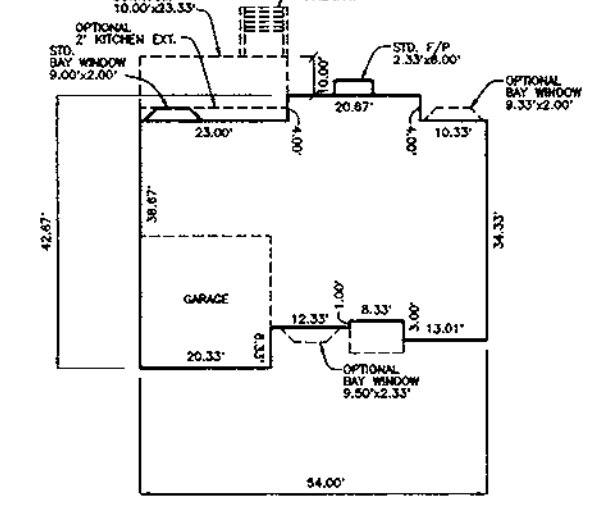 10.00'x23.33'
OPTIONAL
2' KITCHEN EXT.
STD.
BAY WINDOW
9.00'x2.00'
10.00'
STD. F/P
2.33'x6.00'
OPTIONAL
BAY WINDOW
9.33'x2.00'
23.00'
4.00'
20.67'
4.00'
10.33'
42.67'
38.67'
34.33'
GARAGE
12.33'
1.00'
8.33'
3.00'
13.01'
20.33'
6.33'
OPTIONAL
BAY WINDOW
9.50'x2.33'
54.00'